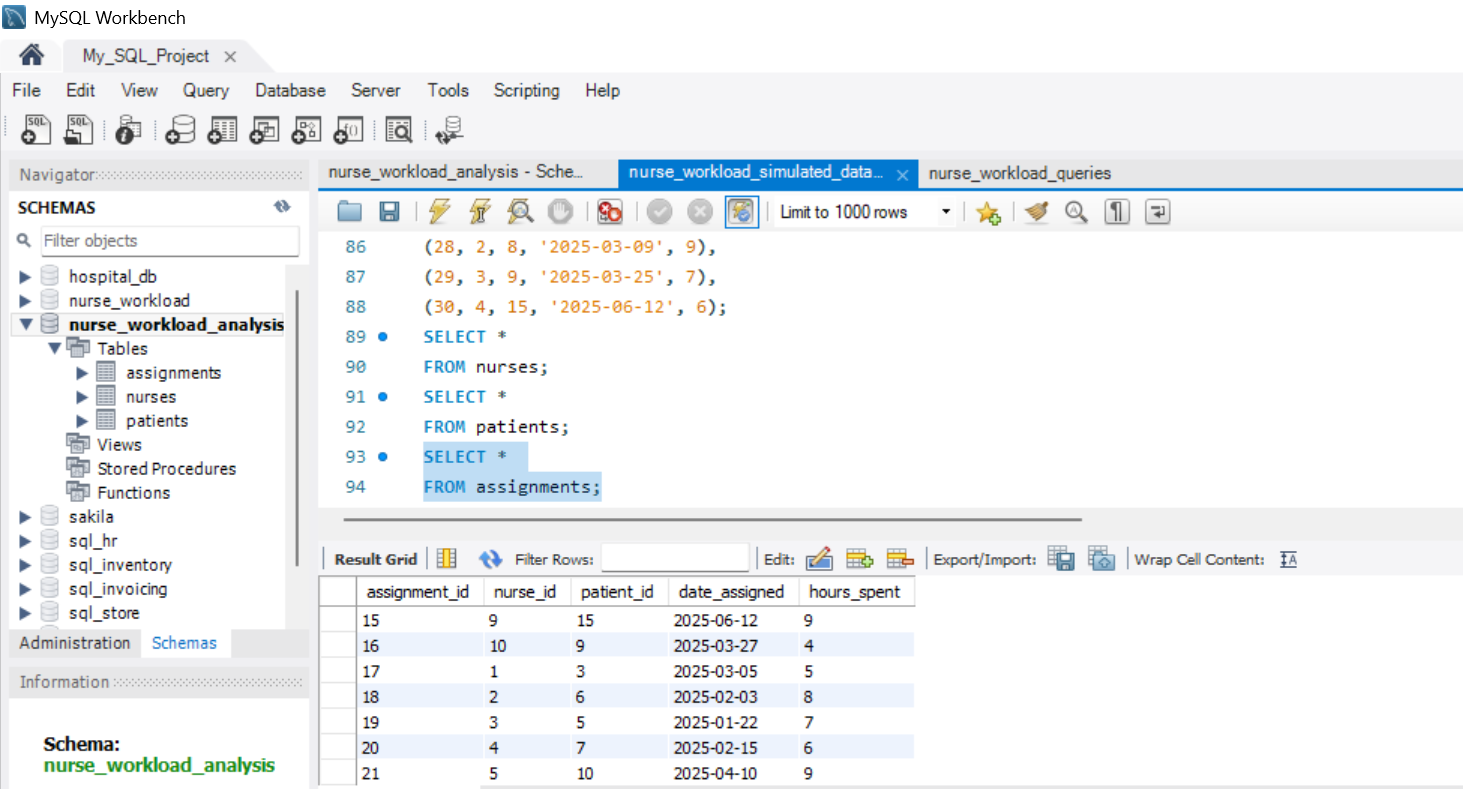 MySQL Workbench
My_SQL_Project
File Edit View Query Database Server Tools Scripting Help
Navigator
SCHEMAS
Filter objects
hospital_db
nurse_workload
nurse_workload_analysis
Tables
assignments
nurses
patients
Views
Stored Procedures
Functions
sakila
sql_hr
sql_inventory
sql_invoicing
sql_store
Administration Schemas
Information
Schema:
nurse_workload_analysis
nurse_workload_analysis - Sche... nurse_workload_simulated_data... nurse_workload_queries
Limit to 1000 rows
86 (28, 2, 8, '2025-03-09', 9),
87 (29, 3, 9, '2025-03-25', 7),
88 (30, 4, 15, '2025-06-12', 6);
89 SELECT *
90 FROM nurses;
91 SELECT *
92 FROM patients;
93 SELECT *
94 FROM assignments;
Result Grid Filter Rows: Edit: Export/Import: Wrap Cell Content:
assignment_id nurse_id patient_id date_assigned hours_spent
15 9 15 2025-06-12 9
16 10 9 2025-03-27 4
17 1 3 2025-03-05 5
18 2 6 2025-02-03 8
19 3 5 2025-01-22 7
20 4 7 2025-02-15 6
21 5 10 2025-04-10 9